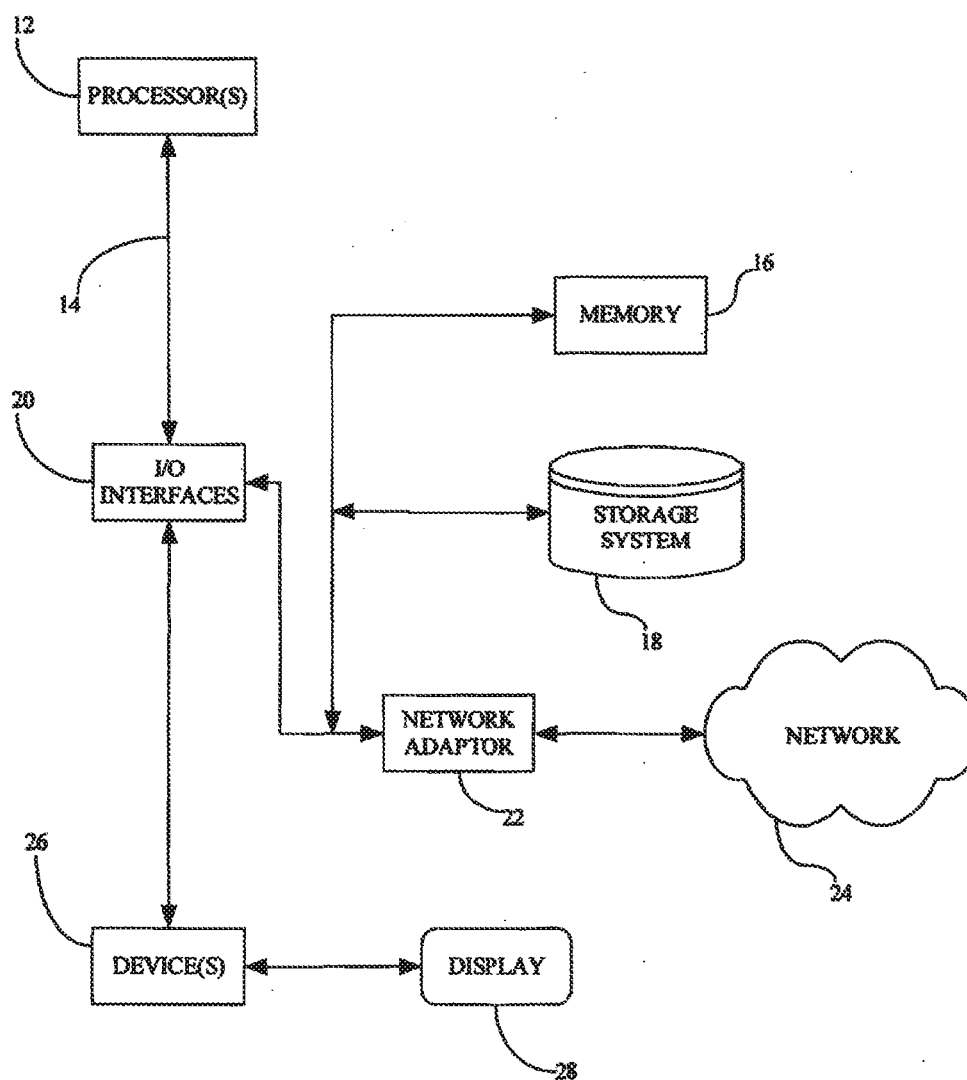 12
PROCESSOR(S)
14
16
MEMORY
20
I/O
INTERFACES
STORAGE
SYSTEM
18
NETWORK
ADAPTOR
NETWORK
22
24
26
DEVICE(S)
DISPLAY
28